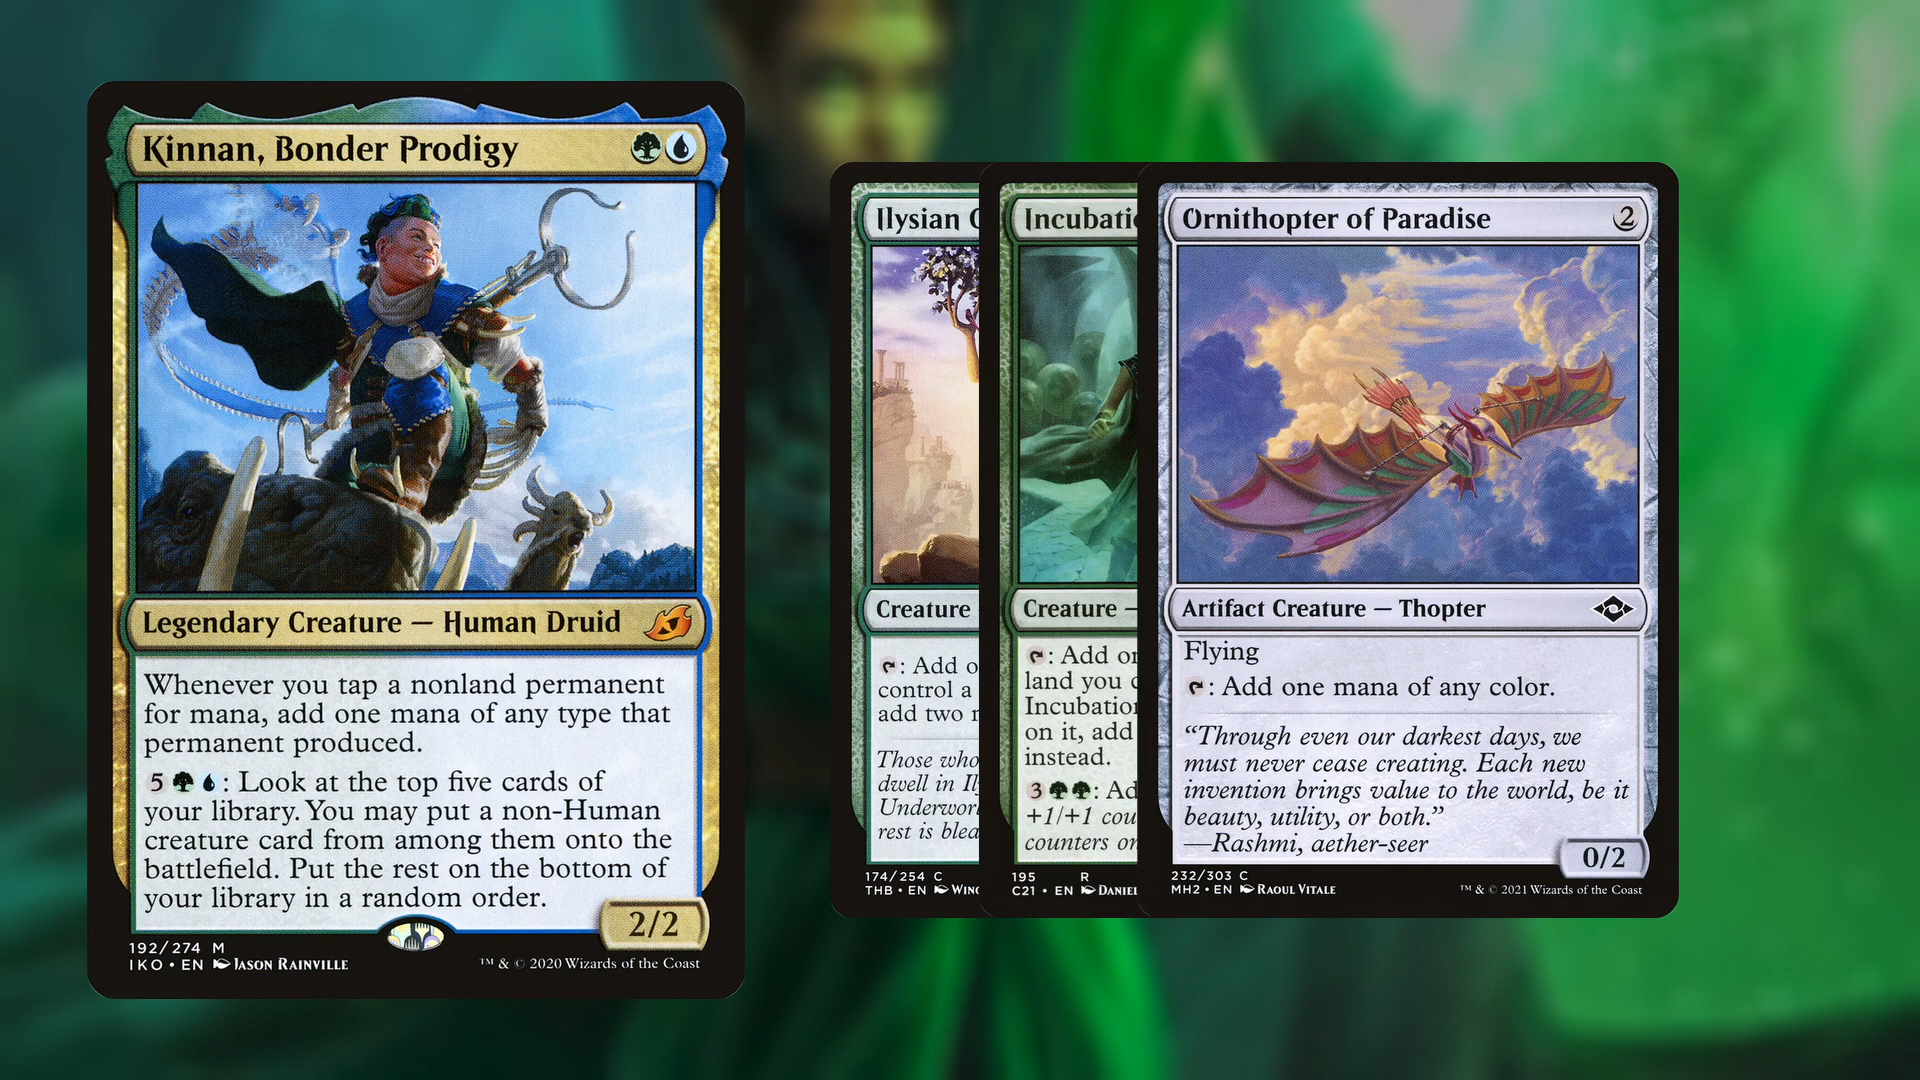 Kinnan, Bonder Prodigy
Legendary Creature — Human Druid
Whenever you tap a nonland permanent
for mana, add one mana of any type that
permanent produced.
5 : Look at the top five cards of
your library. You may put a non-Human
creature card from among them onto the
battlefield. Put the rest on the bottom of
your library in a random order.
2/2
192/274 M
IKO • EN Jason Rainville
™ & © 2020 Wizards of the Coast
Ilysian
Creature
: Add
control a
add two
Those who
dwell in
rest is
174/254 C
THB • EN
Creature —
: Add
land you
on it, add
instead.
3 :
+1/+1
counters
195 R
C21 • EN Daniel
Ornithopter of Paradise
2
Artifact Creature — Thopter
Flying
: Add one mana of any color.
“Through even our darkest days, we
must never cease creating. Each new
invention brings value to the world, be it
beauty, utility, or both.”
—Rashmi, aether-seer
0/2
232/303 C
MH2 • EN Raoul Vitale
™ & © 2021 Wizards of the Coast